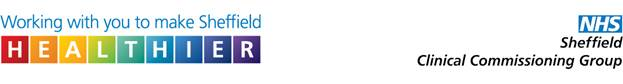 Working with you to make Sheffield
HEALTHIER
NHS
Sheffield
Clinical Commissioning Group